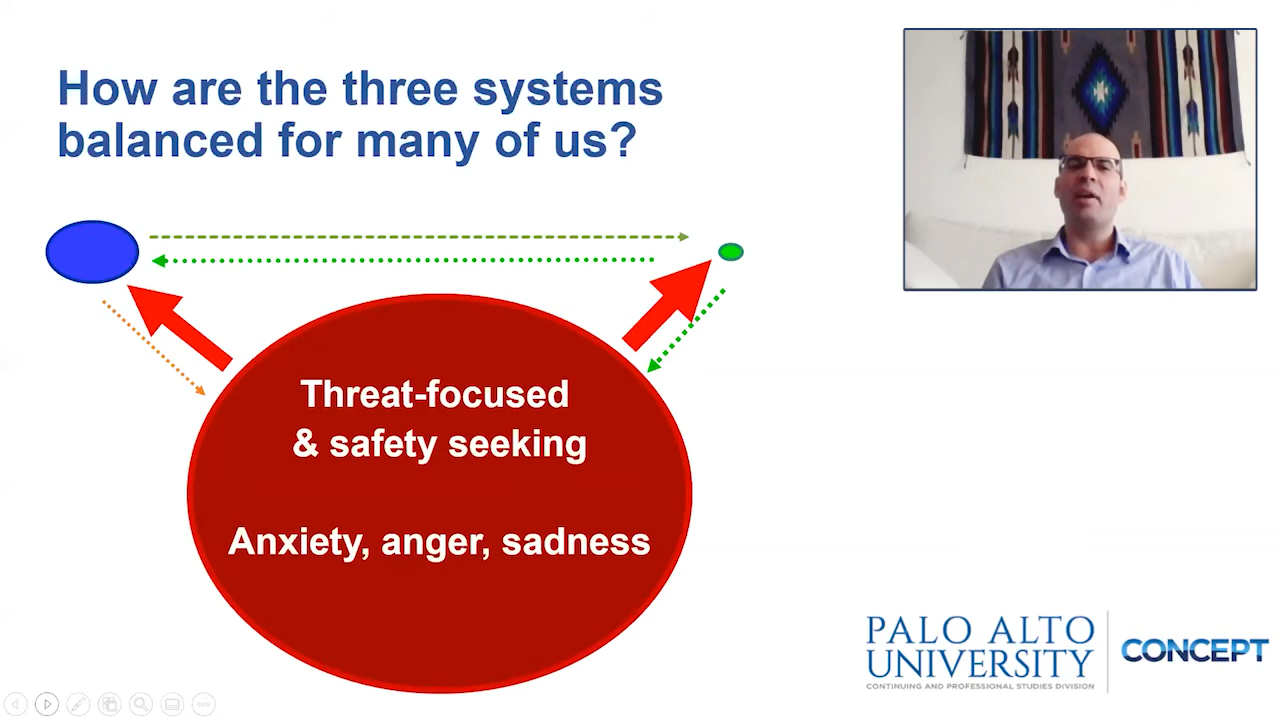 How are the three systems
balanced for many of us?
Threat-focused
& safety seeking
Anxiety, anger, sadness
PALO ALTO
UNIVERSITY
CONTINUING AND PROFESSIONAL STUDIES DIVISION
CONCEPT